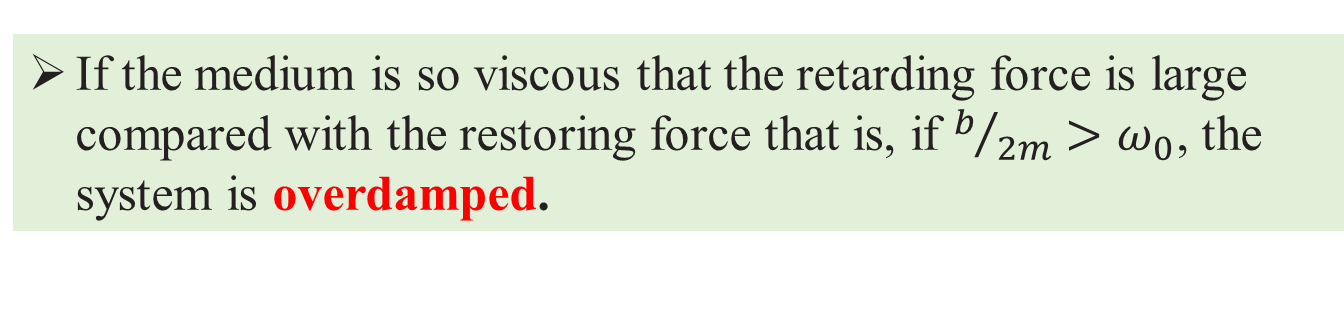 ➢ If the medium is so viscous that the retarding force is large
compared with the restoring force that is, if 𝑏/2𝑚 > 𝜔₀, the
system is overdamped.